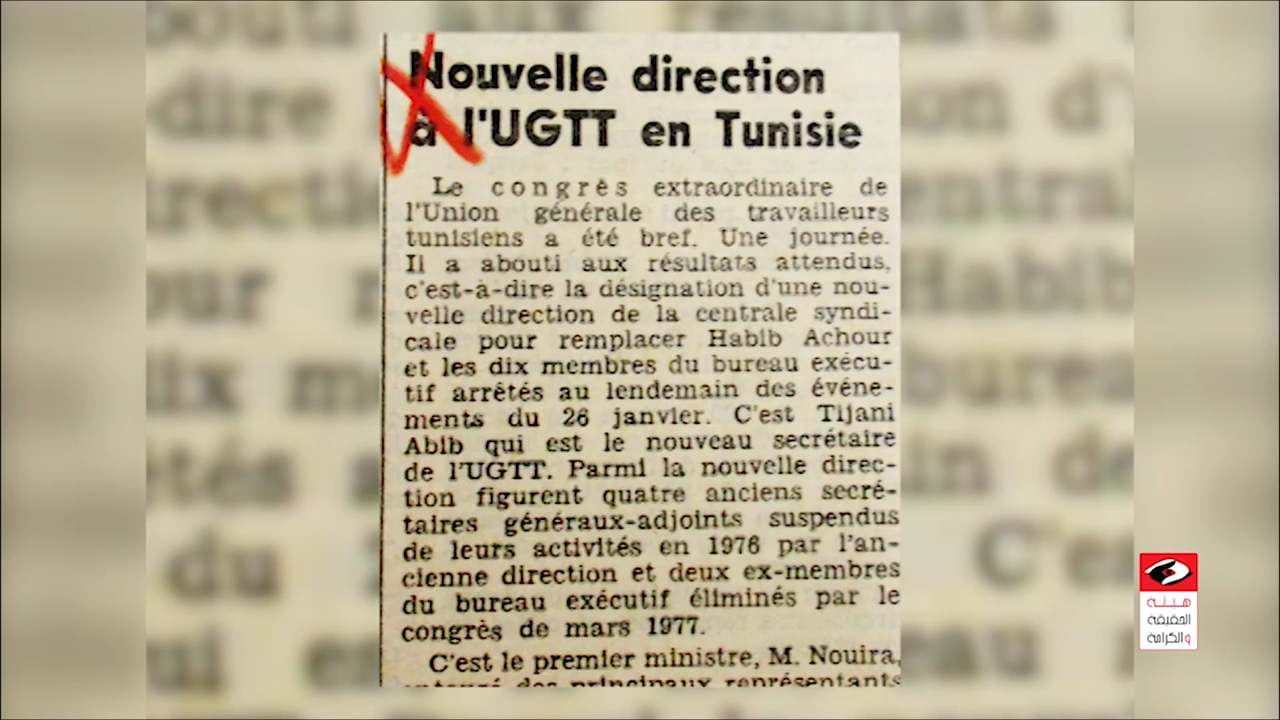 Nouvelle direction
à l'UGTT en Tunisie
Le congrès extraordinaire de
l'Union générale des travailleurs
tunisiens a été bref. Une journée.
Il a abouti aux résultats attendus,
c'est-à-dire la désignation d'une nou-
velle direction de la centrale syndi-
cale pour remplacer Habib Achour
et les dix membres du bureau exécu-
tif arrêtés au lendemain des événe-
ments du 26 janvier. C'est Tijani
Abib qui est le nouveau secrétaire
de l'UGTT. Parmi la nouvelle direc-
tion figurent quatre anciens secré-
taires généraux-adjoints suspendus
de leurs activités en 1976 par l'an-
cienne direction et deux ex-membres
du bureau exécutif éliminés par le
congrès de mars 1977.
C'est le premier ministre, M. Nouira,
entouré des principaux représentants
هيئة
الحقيقة
والكرامة